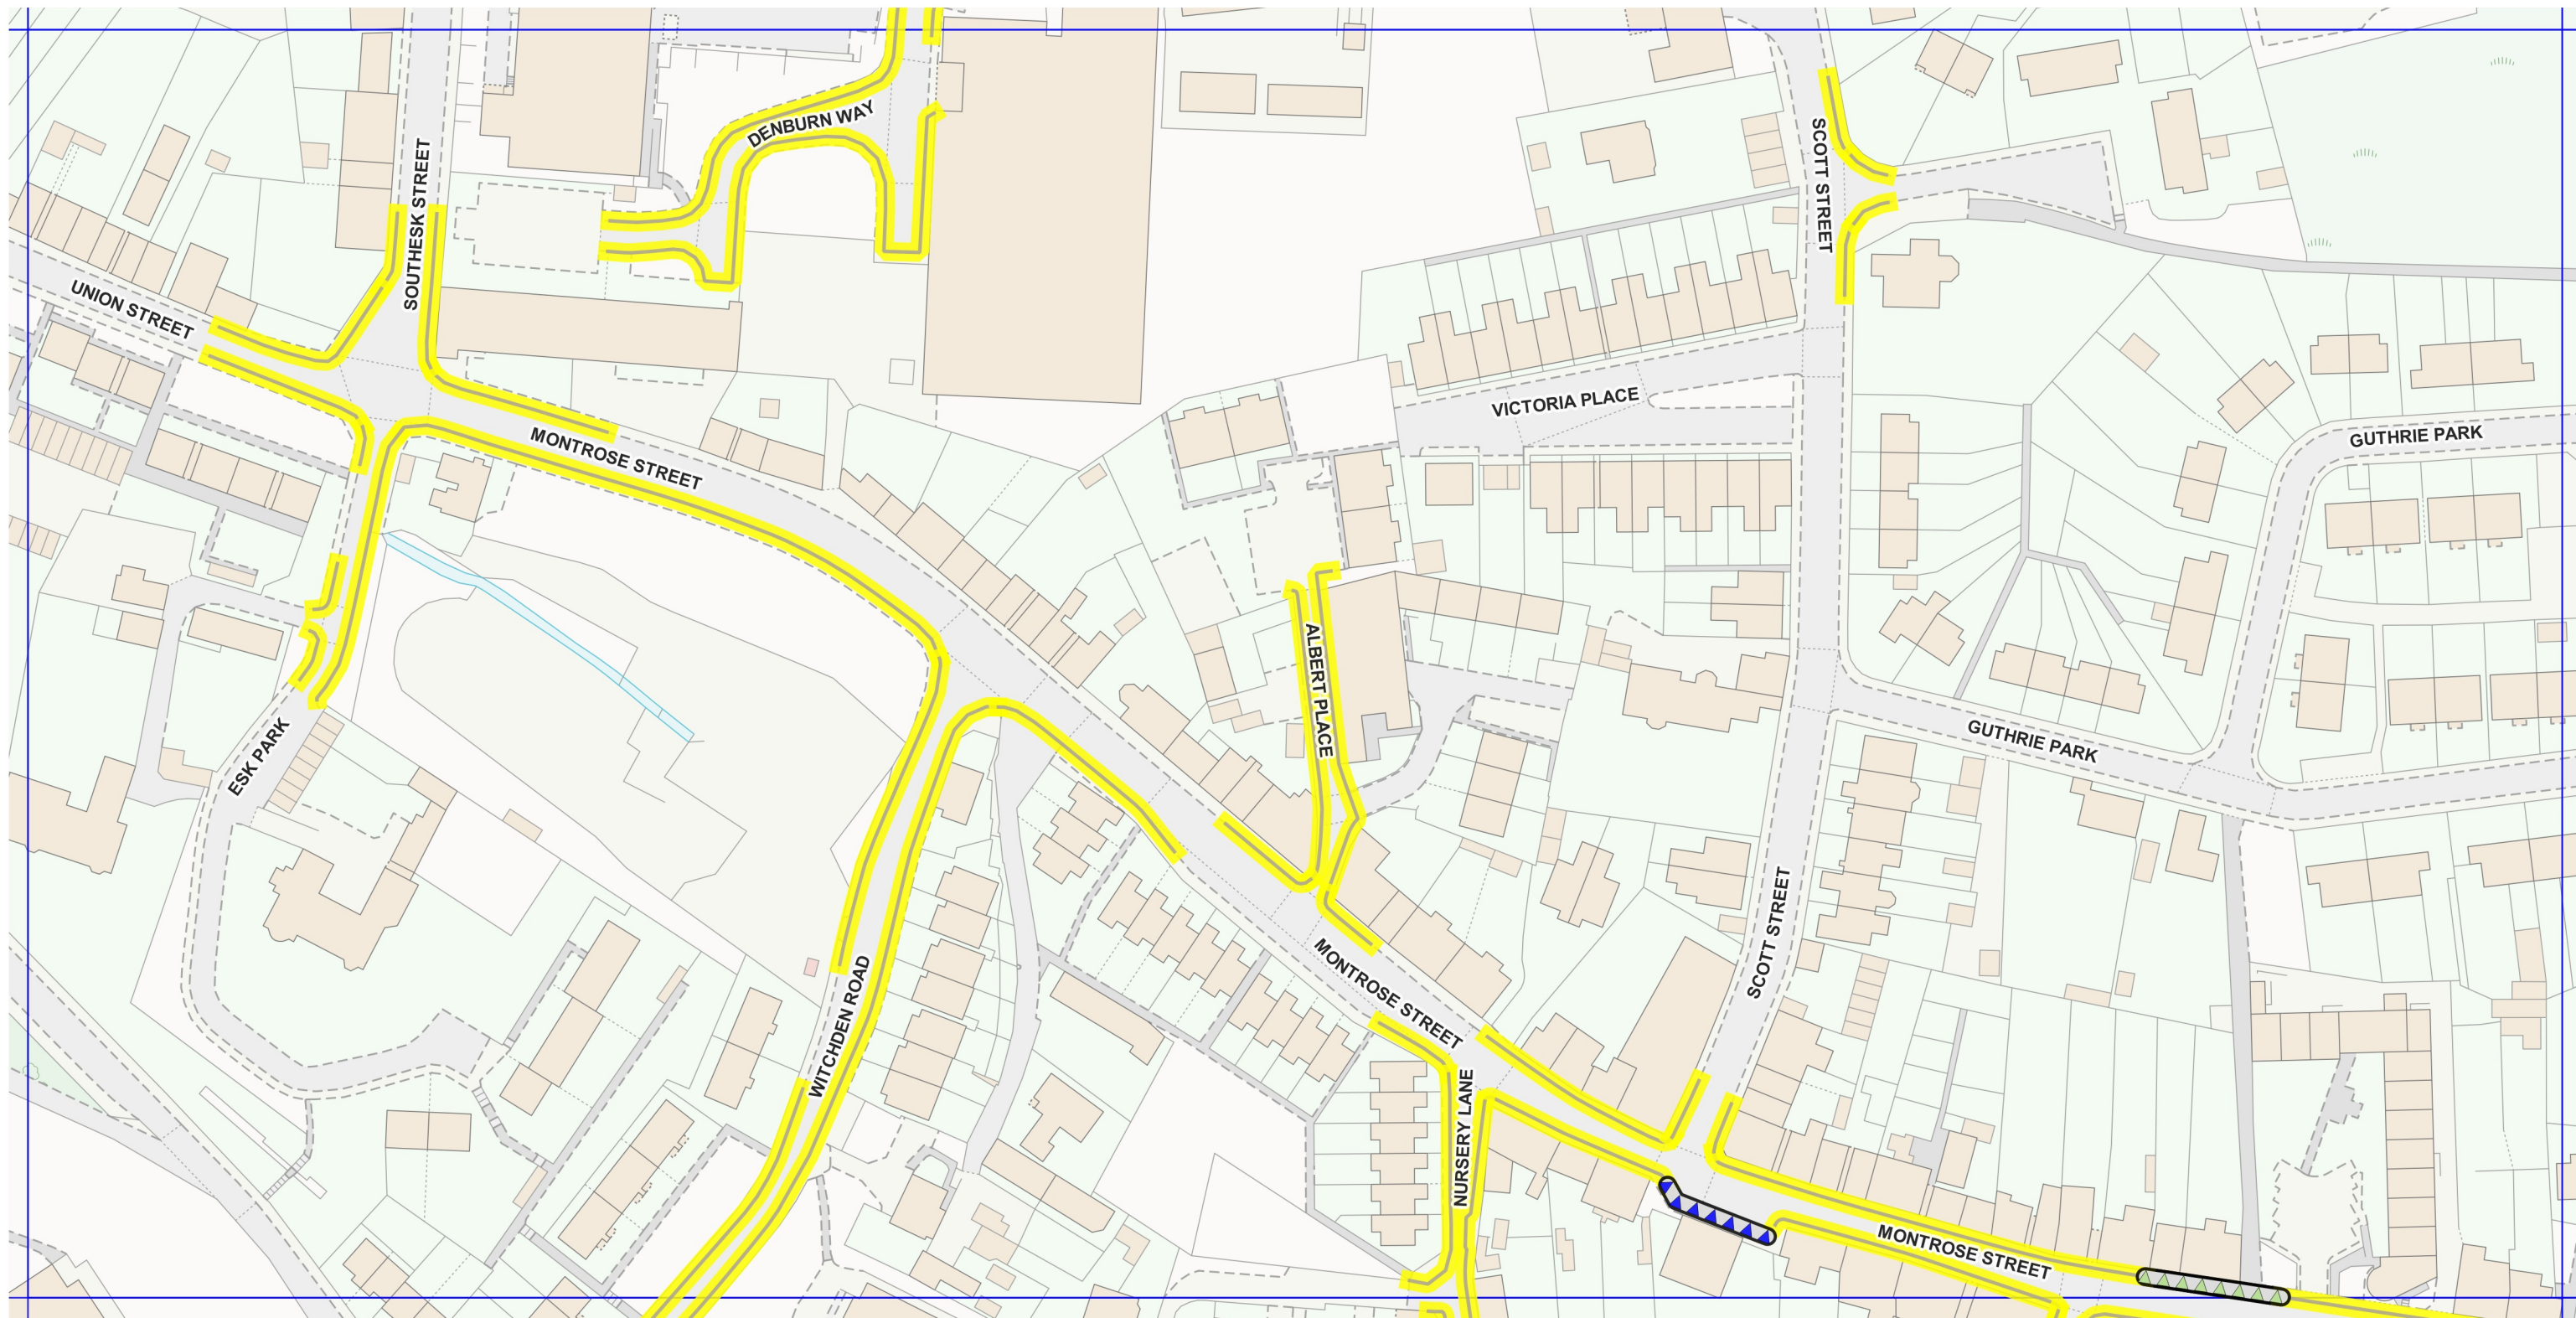 DENBURN WAY
SOUTHESK STREET
SCOTT STREET
UNION STREET
VICTORIA PLACE
MONTROSE STREET
GUTHRIE PARK
ALBERT PLACE
ESK PARK
GUTHRIE PARK
SCOTT STREET
MONTROSE STREET
WITCHDEN ROAD
NURSERY LANE
MONTROSE STREET